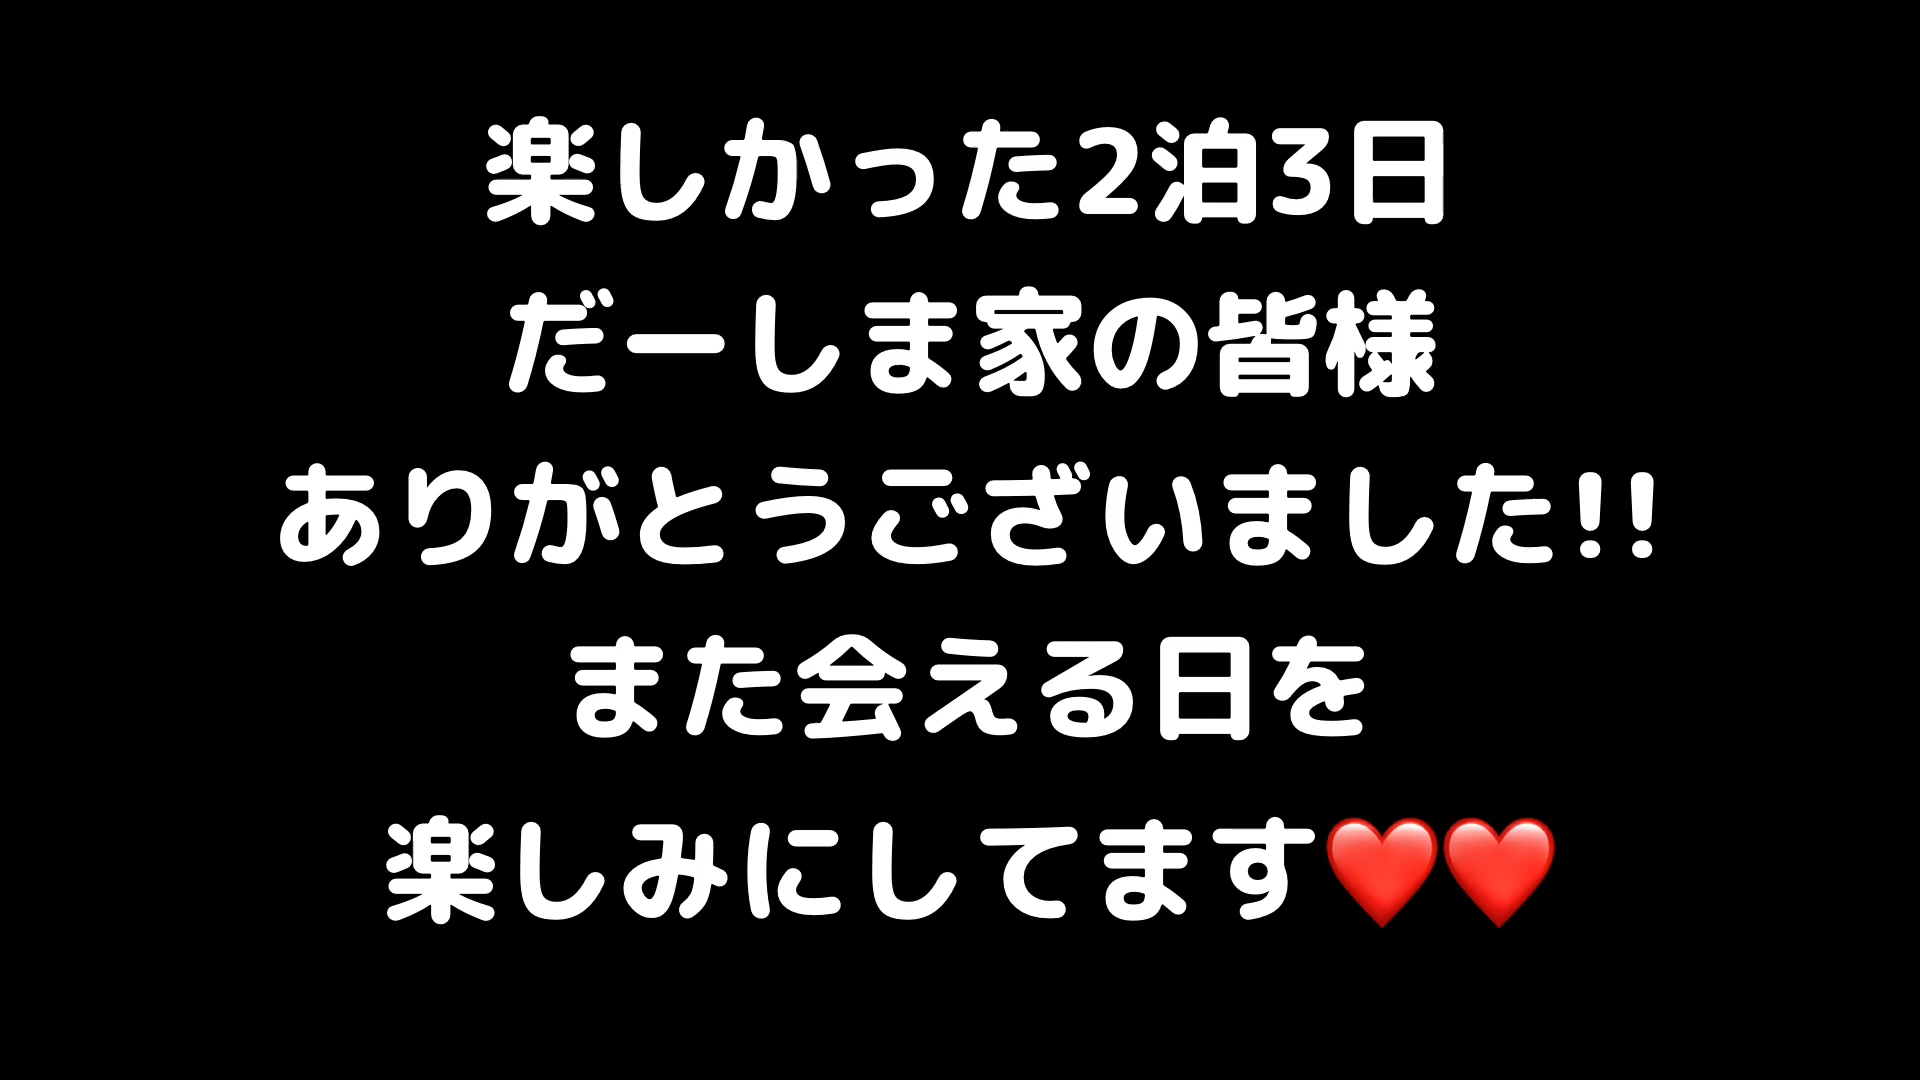 楽しかった2泊3日
だーしま家の皆様
ありがとうございました!!
また会える日を
楽しみにしてます❤️❤️